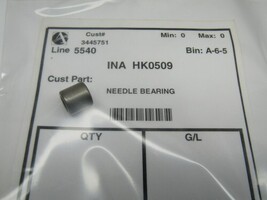 Cust# Min: 0 Max: 0
3445751
Line 5540 Bin: A-6-5
INA HK0509
Cust Part:
NEEDLE BEARING
QTY G/L